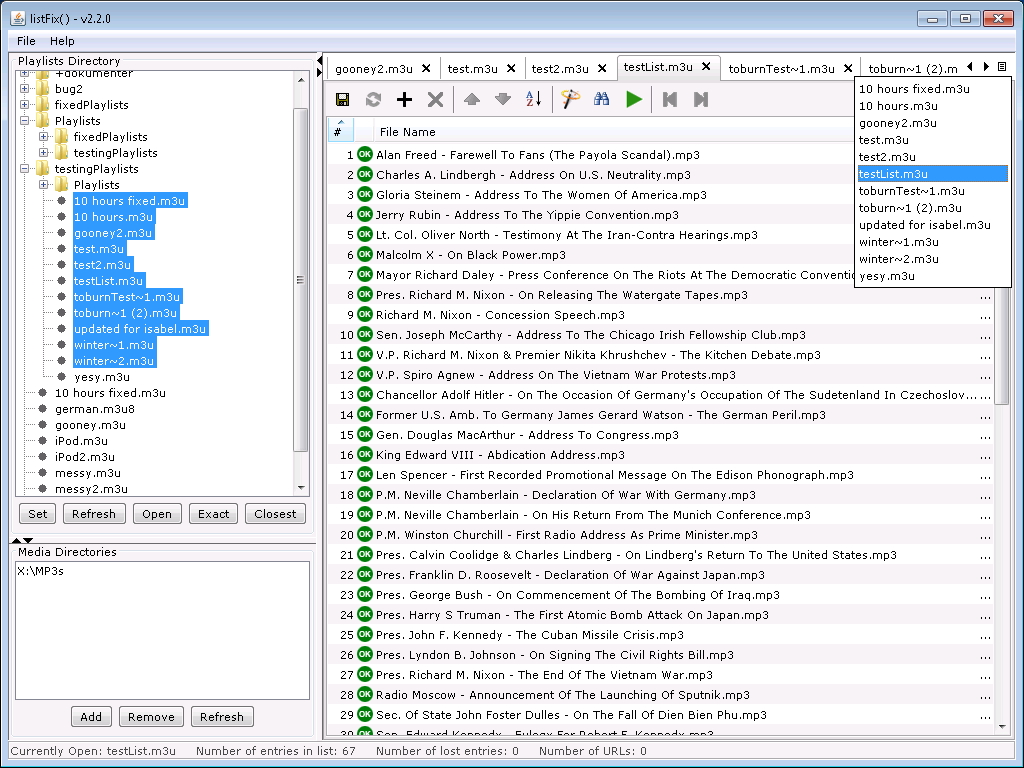 listFix() - v2.2.0
File Help
Playlists Directory
+dokumenter
bug2
fixedPlaylists
Playlists
fixedPlaylists
testingPlaylists
testingPlaylists
Playlists
10 hours fixed.m3u
10 hours.m3u
gooney2.m3u
test.m3u
test2.m3u
testList.m3u
toburnTest~1.m3u
toburn~1 (2).m3u
updated for isabel.m3u
winter~1.m3u
winter~2.m3u
yesy.m3u
10 hours fixed.m3u
german.m3u8
gooney.m3u
iPod.m3u
iPod2.m3u
messy.m3u
messy2.m3u
Set Refresh Open Exact Closest
Media Directories
X:\MP3s
Add Remove Refresh
gooney2.m3u test.m3u test2.m3u testList.m3u toburnTest~1.m3u toburn~1 (2).m
10 hours fixed.m3u
10 hours.m3u
gooney2.m3u
test.m3u
test2.m3u
testList.m3u
toburnTest~1.m3u
toburn~1 (2).m3u
updated for isabel.m3u
winter~1.m3u
winter~2.m3u
yesy.m3u
# File Name
1 OK Alan Freed - Farewell To Fans (The Payola Scandal).mp3
2 OK Charles A. Lindbergh - Address On U.S. Neutrality.mp3
3 OK Gloria Steinem - Address To The Women Of America.mp3
4 OK Jerry Rubin - Address To The Yippie Convention.mp3
5 OK Lt. Col. Oliver North - Testimony At The Iran-Contra Hearings.mp3
6 OK Malcolm X - On Black Power.mp3
7 OK Mayor Richard Daley - Press Conference On The Riots At The Democratic Conventio
8 OK Pres. Richard M. Nixon - On Releasing The Watergate Tapes.mp3 ...
9 OK Richard M. Nixon - Concession Speech.mp3 ...
10 OK Sen. Joseph McCarthy - Address To The Chicago Irish Fellowship Club.mp3 ...
11 OK V.P. Richard M. Nixon & Premier Nikita Khrushchev - The Kitchen Debate.mp3 ...
12 OK V.P. Spiro Agnew - Address On The Vietnam War Protests.mp3 ...
13 OK Chancellor Adolf Hitler - On The Occasion Of Germany's Occupation Of The Sudetenland In Czechoslov... ...
14 OK Former U.S. Amb. To Germany James Gerard Watson - The German Peril.mp3 ...
15 OK Gen. Douglas MacArthur - Address To Congress.mp3 ...
16 OK King Edward VIII - Abdication Address.mp3 ...
17 OK Len Spencer - First Recorded Promotional Message On The Edison Phonograph.mp3 ...
18 OK P.M. Neville Chamberlain - Declaration Of War With Germany.mp3 ...
19 OK P.M. Neville Chamberlain - On His Return From The Munich Conference.mp3 ...
20 OK P.M. Winston Churchill - First Radio Address As Prime Minister.mp3 ...
21 OK Pres. Calvin Coolidge & Charles Lindberg - On Lindberg's Return To The United States.mp3 ...
22 OK Pres. Franklin D. Roosevelt - Declaration Of War Against Japan.mp3 ...
23 OK Pres. George Bush - On Commencement Of The Bombing Of Iraq.mp3 ...
24 OK Pres. Harry S Truman - The First Atomic Bomb Attack On Japan.mp3 ...
25 OK Pres. John F. Kennedy - The Cuban Missile Crisis.mp3 ...
26 OK Pres. Lyndon B. Johnson - On Signing The Civil Rights Bill.mp3 ...
27 OK Pres. Richard M. Nixon - The End Of The Vietnam War.mp3 ...
28 OK Radio Moscow - Announcement Of The Launching Of Sputnik.mp3 ...
29 OK Sec. Of State John Foster Dulles - On The Fall Of Dien Bien Phu.mp3 ...
30 OK Sen. Edward Kennedy - Eulogy For Robert F. Kennedy.mp3
Currently Open: testList.m3u Number of entries in list: 67 Number of lost entries: 0 Number of URLs: 0